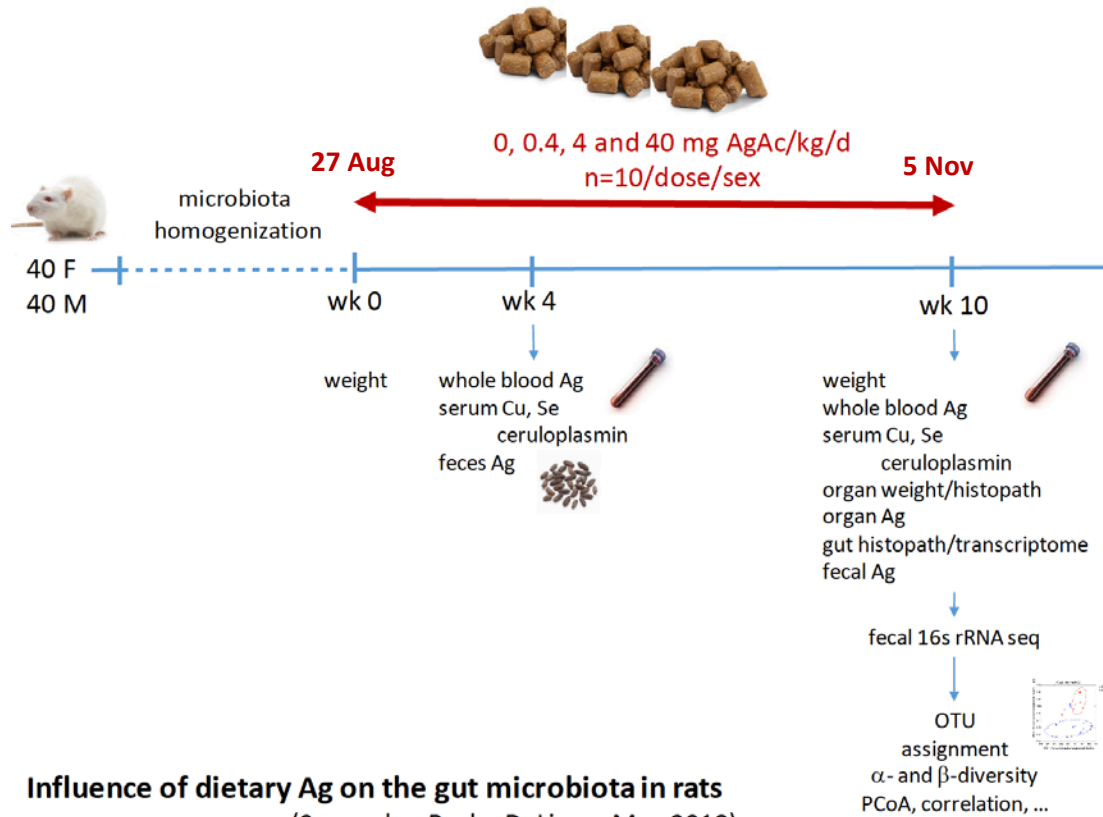 0, 0.4, 4 and 40 mg AgAc/kg/d
n=10/dose/sex
27 Aug
5 Nov
microbiota
homogenization
40 F
40 M
wk 0
wk 4
wk 10
weight
whole blood Ag
serum Cu, Se
ceruloplasmin
feces Ag
weight
whole blood Ag
serum Cu, Se
ceruloplasmin
organ weight/histopath
organ Ag
gut histopath/transcriptome
fecal Ag
fecal 16s rRNA seq
OTU
assignment
α- and β-diversity
PCoA, correlation, ...
Influence of dietary Ag on the gut microbiota in rats